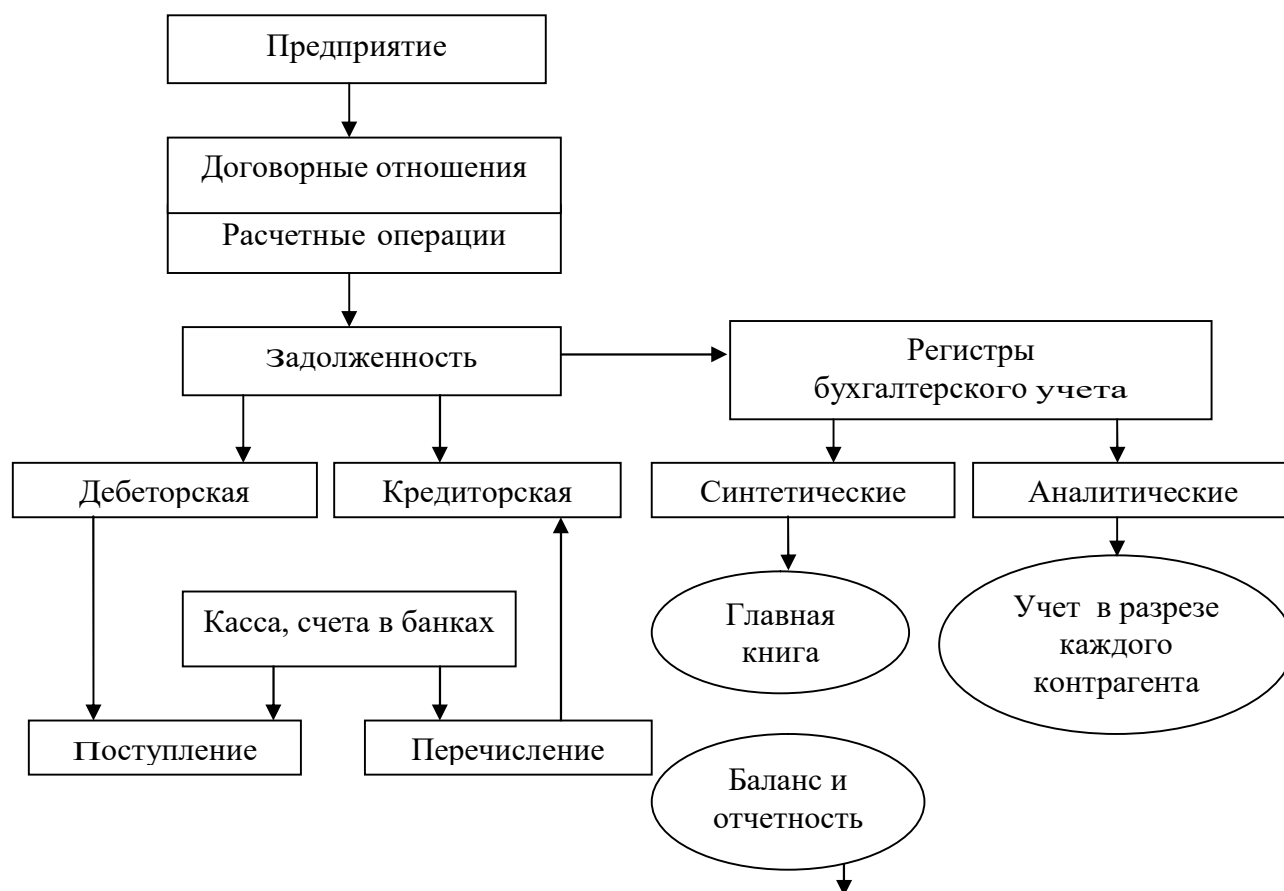 Предприятие
Договорные отношения
Расчетные операции
Задолженность
Регистры
бухгалтерского учета
Дебеторская
Кредиторская
Синтетические
Аналитические
Касса, счета в банках
Главная
книга
Учет в разрезе
каждого
контрагента
Поступление
Перечисление
Баланс и
отчетность